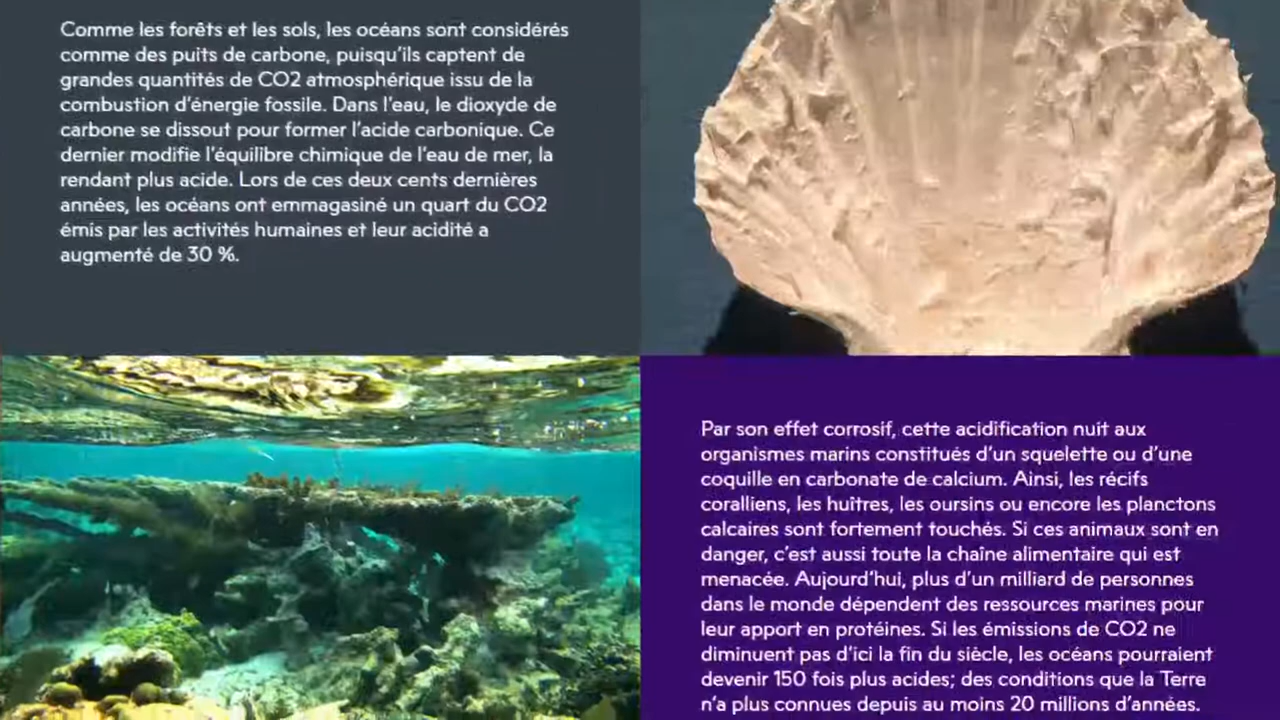 Comme les forêts et les sols, les océans sont considérés
comme des puits de carbone, puisqu'ils captent de
grandes quantités de CO2 atmosphérique issu de la
combustion d'énergie fossile. Dans l'eau, le dioxyde de
carbone se dissout pour former l'acide carbonique. Ce
dernier modifie l'équilibre chimique de l'eau de mer, la
rendant plus acide. Lors de ces deux cents dernières
années, les océans ont emmagasiné un quart du CO2
émis par les activités humaines et leur acidité a
augmenté de 30 %.
Par son effet corrosif, cette acidification nuit aux
organismes marins constitués d'un squelette ou d'une
coquille en carbonate de calcium. Ainsi, les récifs
coralliens, les huîtres, les oursins ou encore les planctons
calcaires sont fortement touchés. Si ces animaux sont en
danger, c'est aussi toute la chaîne alimentaire qui est
menacée. Aujourd'hui, plus d'un milliard de personnes
dans le monde dépendent des ressources marines pour
leur apport en protéines. Si les émissions de CO2 ne
diminuent pas d'ici la fin du siècle, les océans pourraient
devenir 150 fois plus acides; des conditions que la Terre
n'a plus connues depuis au moins 20 millions d'années.